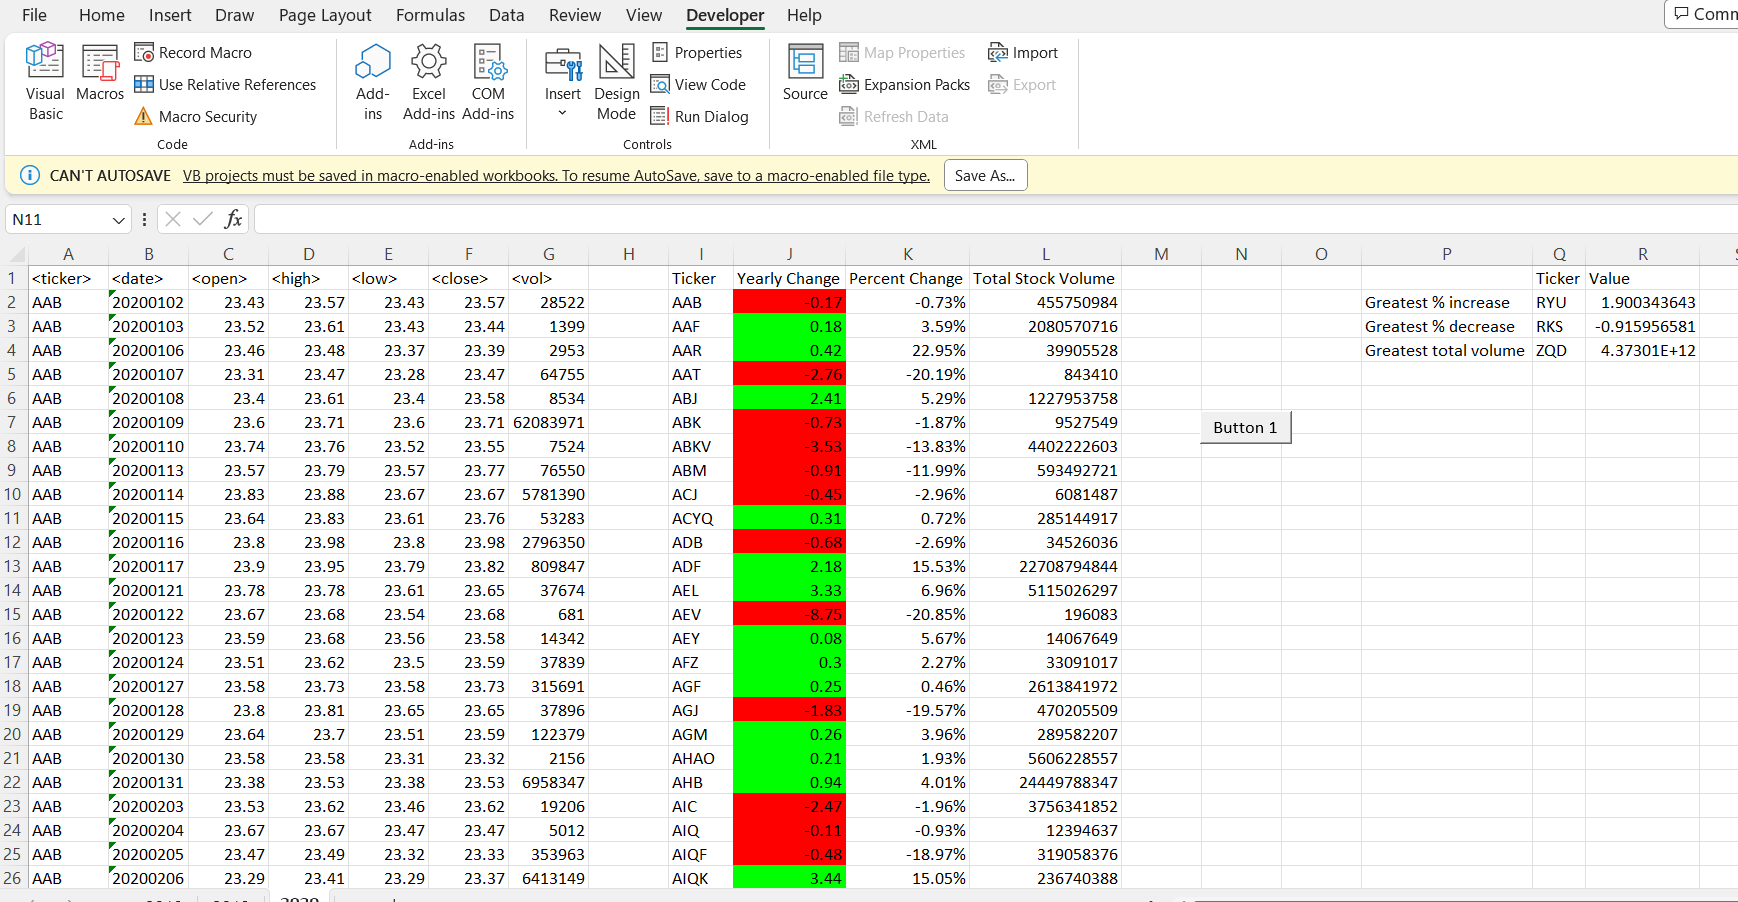 File Home Insert Draw Page Layout Formulas Data Review View Developer Help Comm
Visual Basic
Macros
Record Macro
Use Relative References
Macro Security
Code
Add-ins
Excel Add-ins
COM Add-ins
Add-ins
Insert
Design Mode
Properties
View Code
Run Dialog
Controls
Source
Map Properties
Expansion Packs
Refresh Data
Import
Export
XML
CAN'T AUTOSAVE VB projects must be saved in macro-enabled workbooks. To resume AutoSave, save to a macro-enabled file type. Save As...
N11 fx
A B C D E F G H I J K L M N O P Q R
1 <ticker> <date> <open> <high> <low> <close> <vol> Ticker Yearly Change Percent Change Total Stock Volume Ticker Value
2 AAB 20200102 23.43 23.57 23.43 23.57 28522 AAB -0.17 -0.73% 455750984 Greatest % increase RYU 1.900343643
3 AAB 20200103 23.52 23.61 23.43 23.44 1399 AAF 0.18 3.59% 2080570716 Greatest % decrease RKS -0.915956581
4 AAB 20200106 23.46 23.48 23.37 23.39 2953 AAR 0.42 22.95% 39905528 Greatest total volume ZQD 4.37301E+12
5 AAB 20200107 23.31 23.47 23.28 23.47 64755 AAT -2.76 -20.19% 843410
6 AAB 20200108 23.4 23.61 23.4 23.58 8534 ABJ 2.41 5.29% 1227953758
7 AAB 20200109 23.6 23.71 23.6 23.71 62083971 ABK -0.73 -1.87% 9527549 Button 1
8 AAB 20200110 23.74 23.76 23.52 23.55 7524 ABKV -3.53 -13.83% 4402222603
9 AAB 20200113 23.57 23.79 23.57 23.77 76550 ABM -0.91 -11.99% 593492721
10 AAB 20200114 23.83 23.88 23.67 23.67 5781390 ACJ -0.45 -2.96% 6081487
11 AAB 20200115 23.64 23.83 23.61 23.76 53283 ACYQ 0.31 0.72% 285144917
12 AAB 20200116 23.8 23.98 23.8 23.98 2796350 ADB -0.68 -2.69% 34526036
13 AAB 20200117 23.9 23.95 23.79 23.82 809847 ADF 2.18 15.53% 22708794844
14 AAB 20200121 23.78 23.78 23.61 23.65 37674 AEL 3.33 6.96% 5115026297
15 AAB 20200122 23.67 23.68 23.54 23.68 681 AEV -8.75 -20.85% 196083
16 AAB 20200123 23.59 23.68 23.56 23.58 14342 AEY 0.08 5.67% 14067649
17 AAB 20200124 23.51 23.62 23.5 23.59 37839 AFZ 0.3 2.27% 33091017
18 AAB 20200127 23.58 23.73 23.58 23.73 315691 AGF 0.25 0.46% 2613841972
19 AAB 20200128 23.8 23.81 23.65 23.65 37896 AGJ -1.83 -19.57% 470205509
20 AAB 20200129 23.64 23.7 23.51 23.59 122379 AGM 0.26 3.96% 289582207
21 AAB 20200130 23.58 23.58 23.31 23.32 2156 AHAO 0.21 1.93% 5606228557
22 AAB 20200131 23.38 23.53 23.38 23.53 6958347 AHB 0.94 4.01% 24449788347
23 AAB 20200203 23.53 23.62 23.46 23.62 19206 AIC -2.47 -1.96% 3756341852
24 AAB 20200204 23.67 23.67 23.47 23.47 5012 AIQ -0.11 -0.93% 12394637
25 AAB 20200205 23.47 23.49 23.32 23.33 353963 AIQF -0.48 -18.97% 319058376
26 AAB 20200206 23.29 23.41 23.29 23.37 6413149 AIQK 3.44 15.05% 236740388